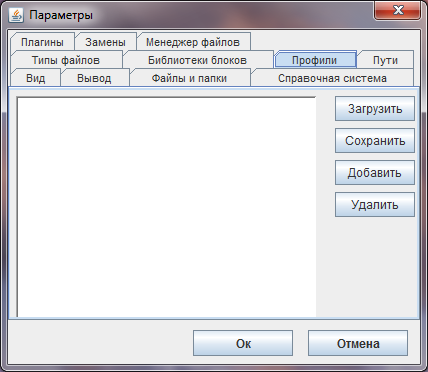 Параметры
Плагины Замены Менеджер файлов
Типы файлов Библиотеки блоков Профили Пути
Вид Вывод Файлы и папки Справочная система
Загрузить
Сохранить
Добавить
Удалить
Ок Отмена